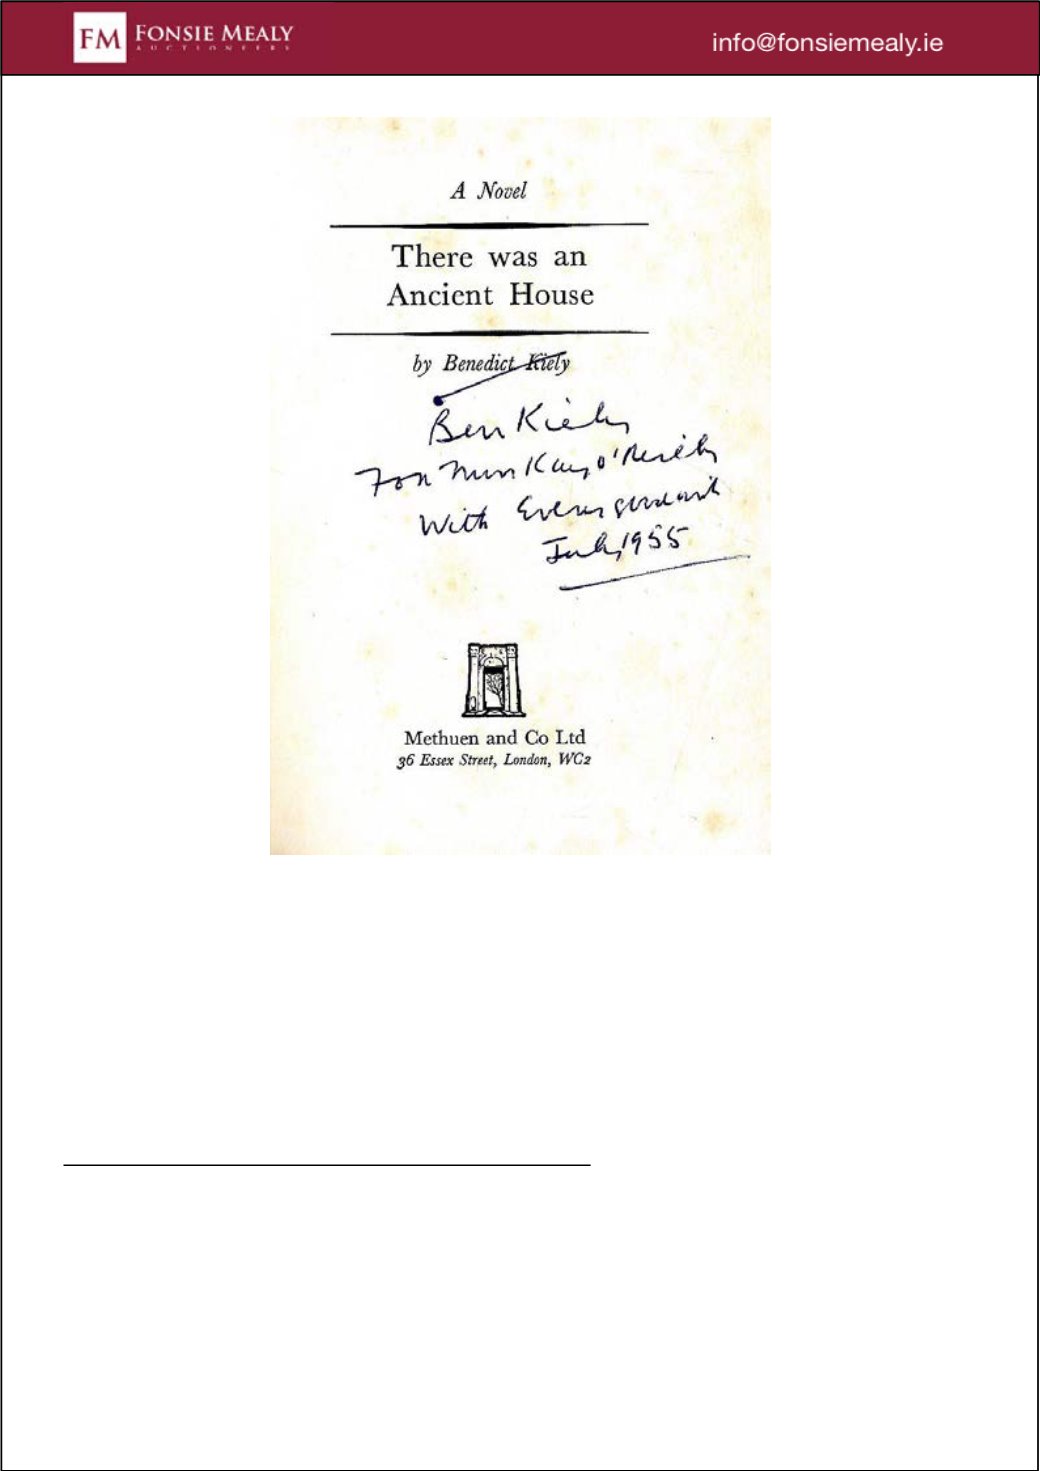 FM FONSIE MEALY
AUCTIONEERS
info@fonsiemealy.ie
A Novel
There was an
Ancient House
by Benedict Kiely
Ben Kiely
For Miss Kay O'Reilly
With Every good wish
July 1955
Methuen and Co Ltd
36 Essex Street, London, WC2